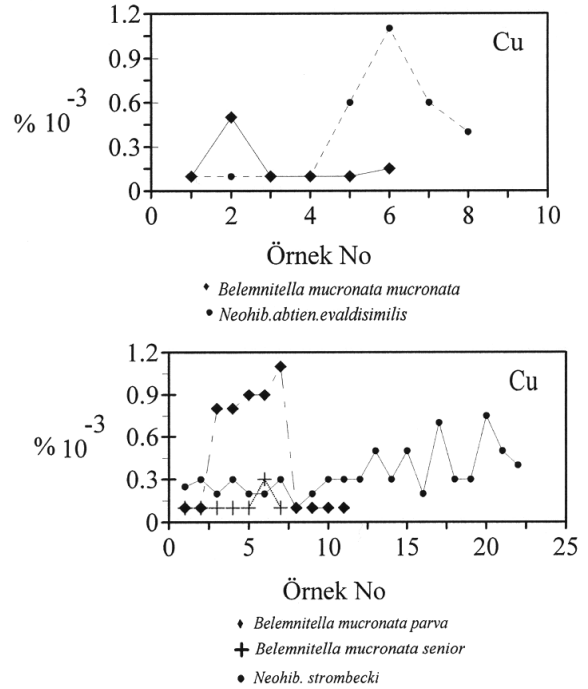 1.2
Cu
0.9
0.6
% 10 -3
0.3
0
0 2 4 6 8 10
Örnek No
Belemnitella mucronata mucronata
Neohib.abtien.evaldisimilis
1.2
Cu
0.9
% 10 -3
0.6
0.3
0
0 5 10 15 20 25
Örnek No
Belemnitella mucronata parva
Belemnitella mucronata senior
Neohib. strombecki